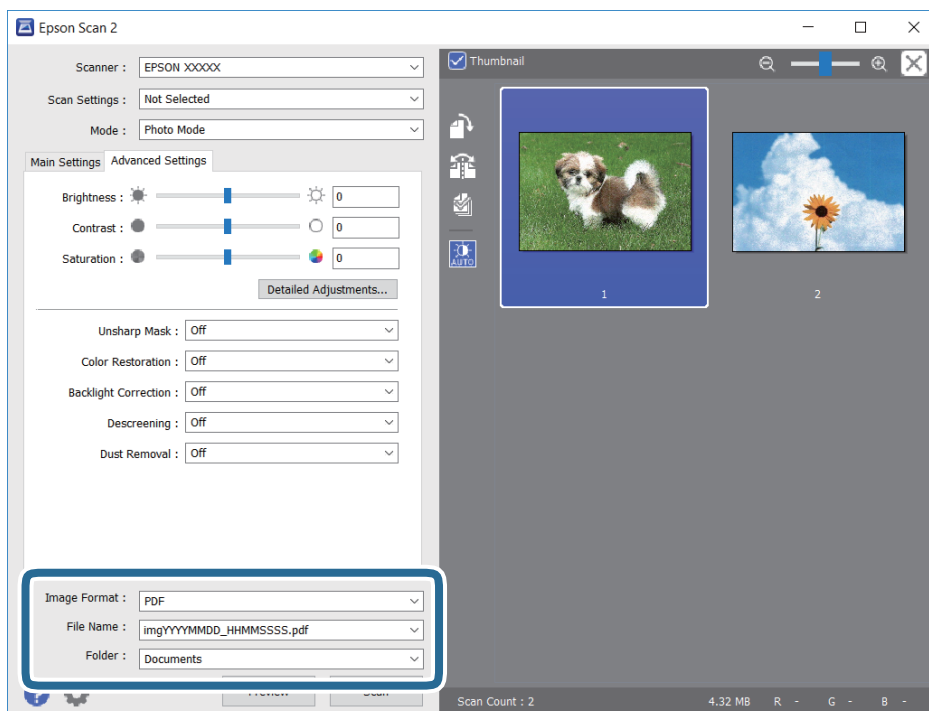 Epson Scan 2
Scanner : EPSON XXXXX
Scan Settings : Not Selected
Mode : Photo Mode
Main Settings Advanced Settings
Brightness : 0
Contrast : 0
Saturation : 0
Detailed Adjustments...
Unsharp Mask : Off
Color Restoration : Off
Backlight Correction : Off
Descreening : Off
Dust Removal : Off
Image Format : PDF
File Name : imgYYYYMMDD_HHMMSSSS.pdf
Folder : Documents
Preview Scan
Thumbnail
AUTO
1 2
Scan Count : 2 4.32 MB R - G - B -